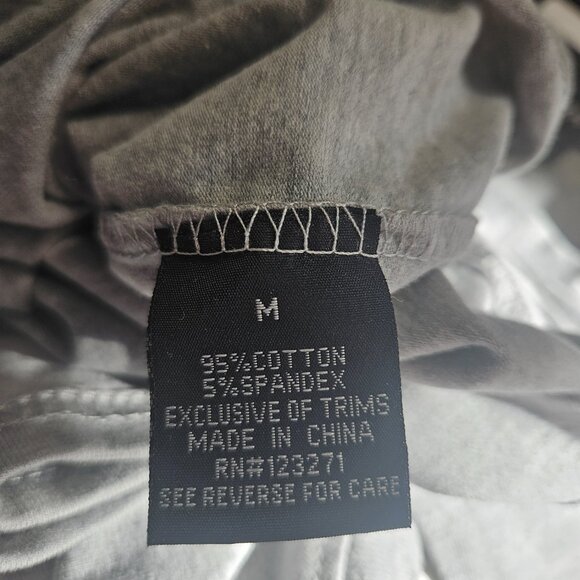 M
95%COTTON
5%SPANDEX
EXCLUSIVE OF TRIMS
MADE IN CHINA
RN#123271
SEE REVERSE FOR CARE